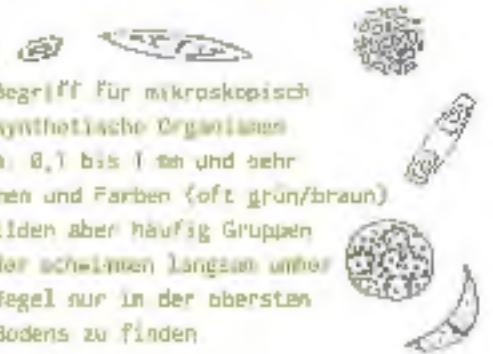 Begriff für mikroskopisch
synthetische Organismen
0,1 bis 1 mm und sehr
men und Farben (oft grün/braun)
ilden aber häufig Gruppen
der schwimmen langsam umher
Regel nur in der obersten
Bodens zu finden